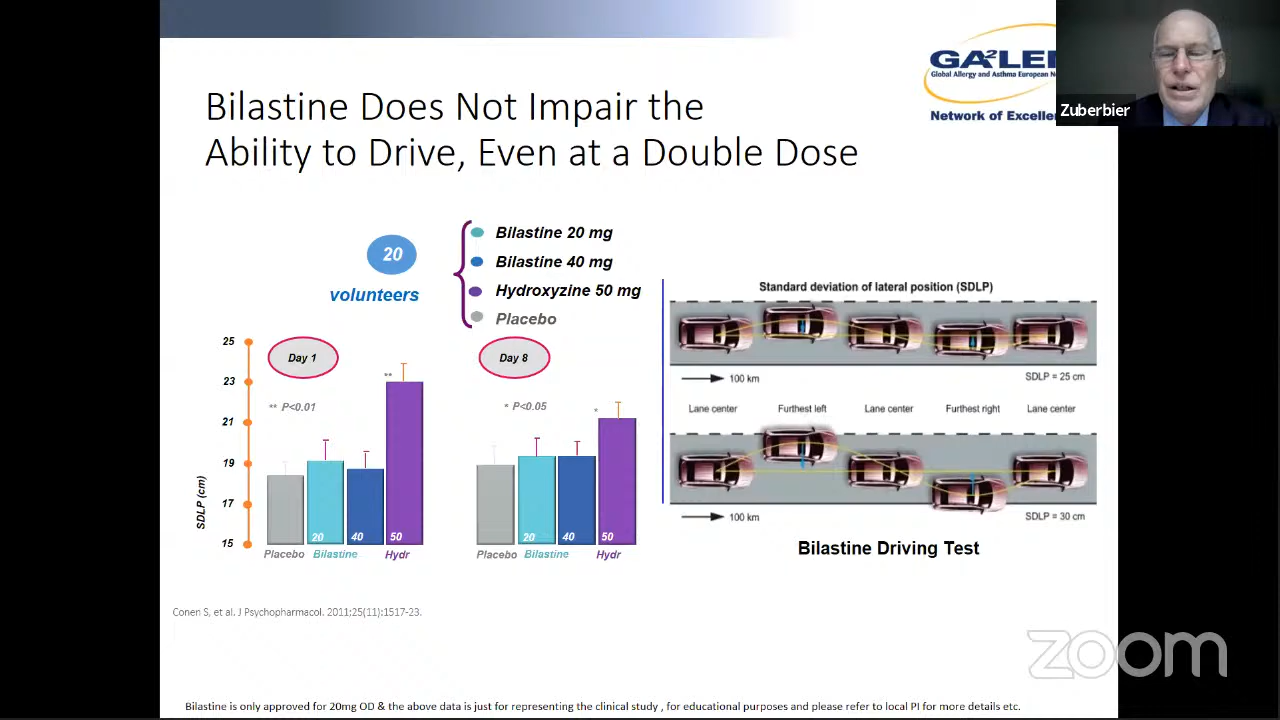 GA²LE
Global Allergy and Asthma European
Network of Excelle
Zuberbier
Bilastine Does Not Impair the
Ability to Drive, Even at a Double Dose
20
volunteers
Bilastine 20 mg
Bilastine 40 mg
Hydroxyzine 50 mg
Placebo
SDLP (cm)
25
23
21
19
17
15
Day 1
** P<0.01
**
20
40
50
Placebo
Bilastine
Hydr
Day 8
* P<0.05
*
20
40
50
Placebo
Bilastine
Hydr
Standard deviation of lateral position (SDLP)
100 km
SDLP = 25 cm
Lane center
Furthest left
Lane center
Furthest right
Lane center
100 km
SDLP = 30 cm
Bilastine Driving Test
Conen S, et al. J Psychopharmacol. 2011;25(11):1517-23.
zoom
Bilastine is only approved for 20mg OD & the above data is just for representing the clinical study , for educational purposes and please refer to local PI for more details etc.